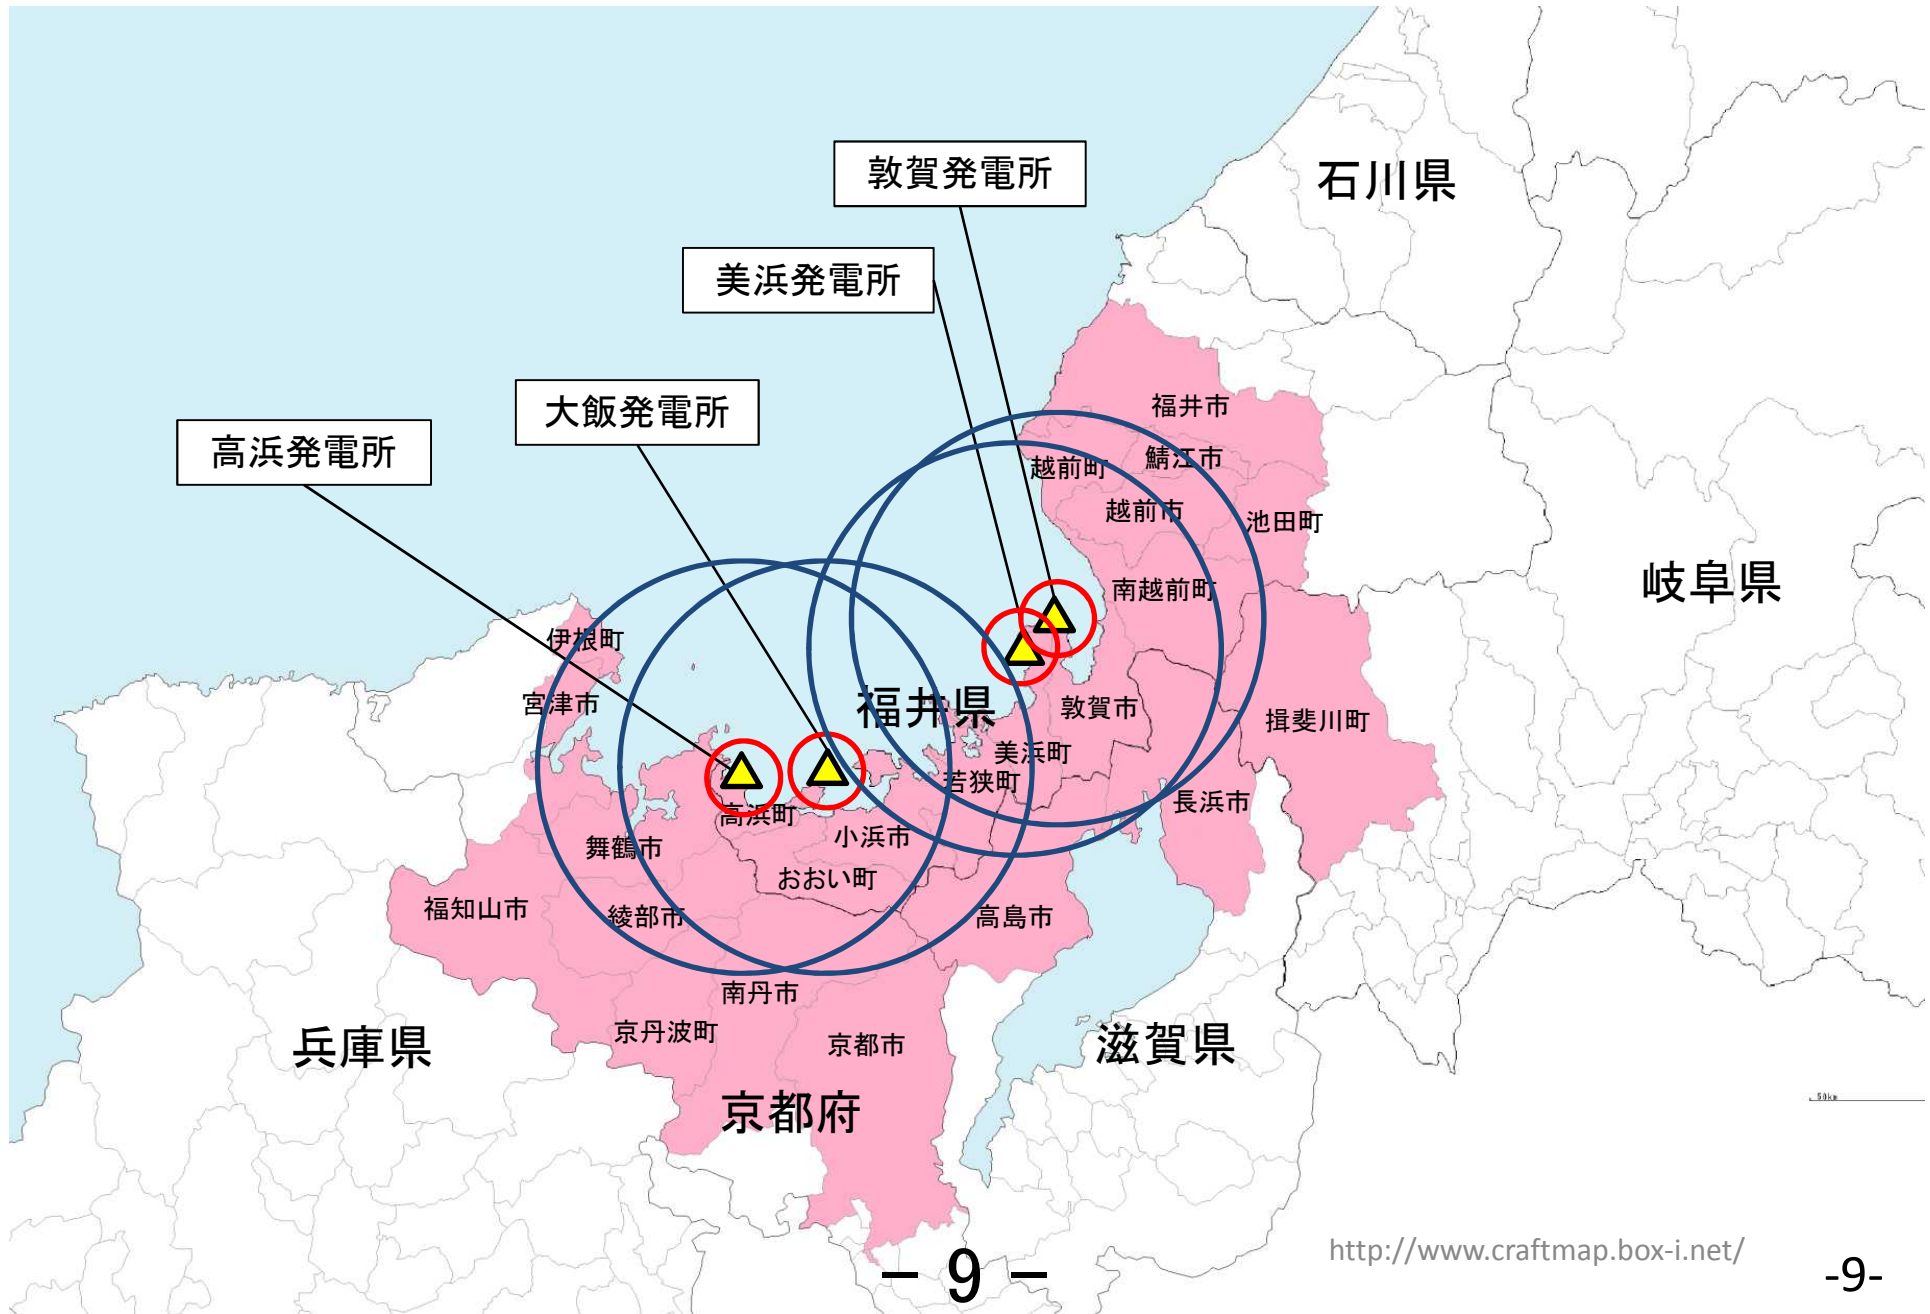 敦賀発電所
石川県
美浜発電所
大飯発電所
高浜発電所
福井市
越前町
鯖江市
越前市
池田町
岐阜県
南越前町
伊根町
宮津市
福井県
敦賀市
揖斐川町
美浜町
若狭町
長浜市
高浜町
小浜市
舞鶴市
おおい町
福知山市
綾部市
高島市
南丹市
京丹波町
京都市
兵庫県
滋賀県
京都府
50km
http://www.craftmap.box-i.net/
－ 9 －
-9-